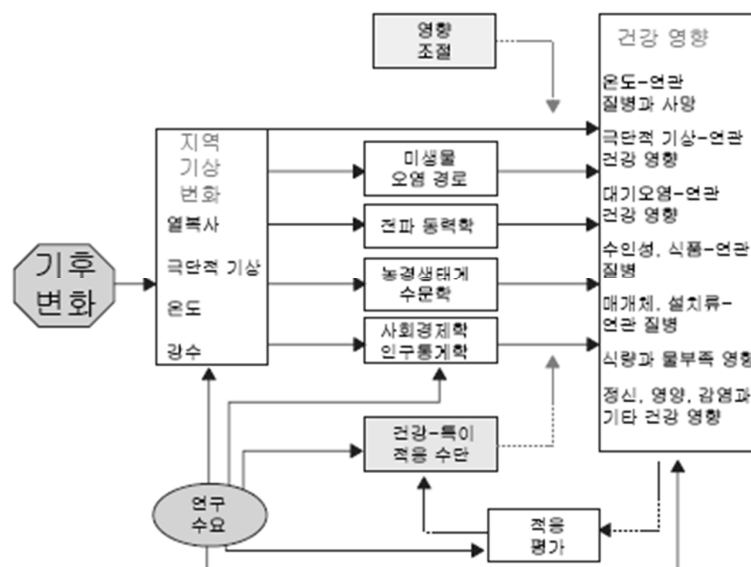 영향
조절
건강 영향
온도-연관
질병과 사망
극단적 기상-연관
건강 영향
대기오염-연관
건강 영향
수인성, 식품-연관
질병
매개체, 설치류-
연관 질병
식량과 물부족 영향
정신, 영양, 감염과
기타 건강 영향
지역
기상
변화
열복사
극단적 기상
온도
강수
미생물
오염 경로
전파 동력학
농경생태계
수문학
사회경제학
인구통계학
기후
변화
건강-특이
적응 수단
연구
수요
적응
평가